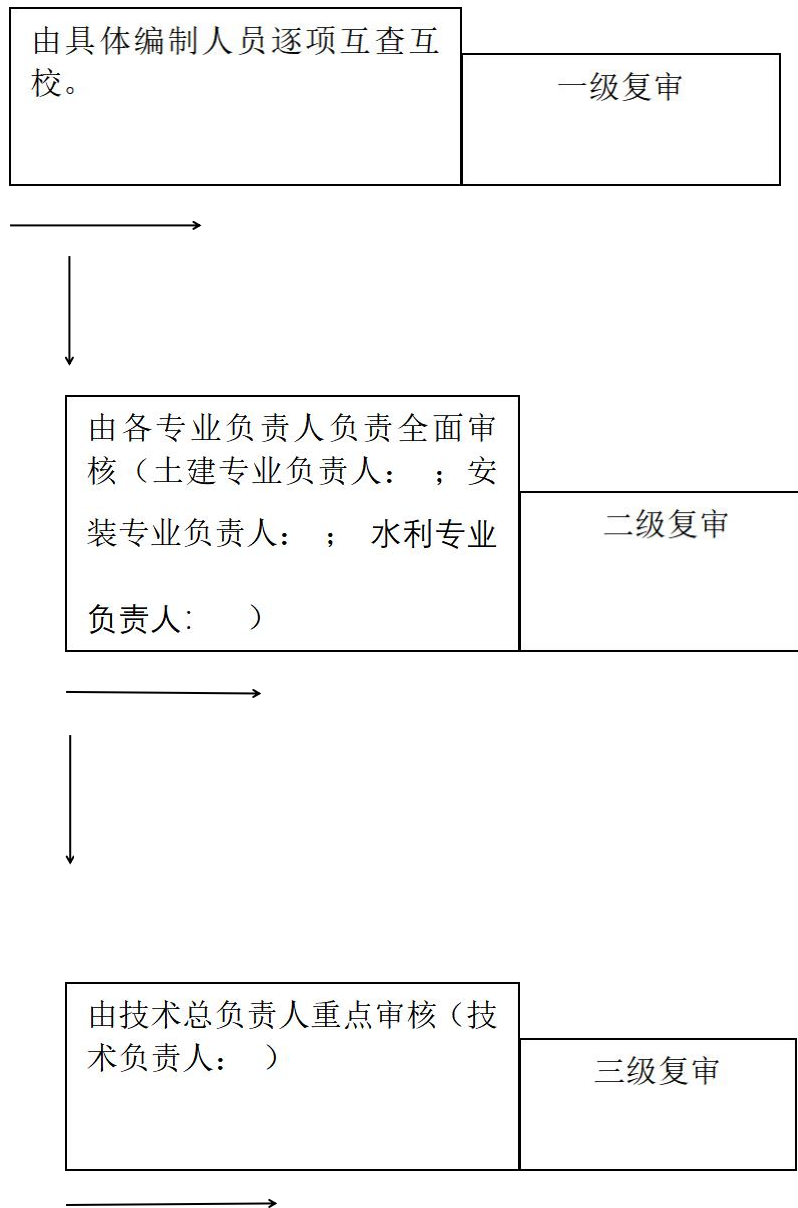 由具体编制人员逐项互查互
校。
一级复审
由各专业负责人负责全面审
核（土建专业负责人： ；安
装专业负责人： ； 水利专业
负责人： ）
二级复审
由技术总负责人重点审核（技
术负责人： ）
三级复审